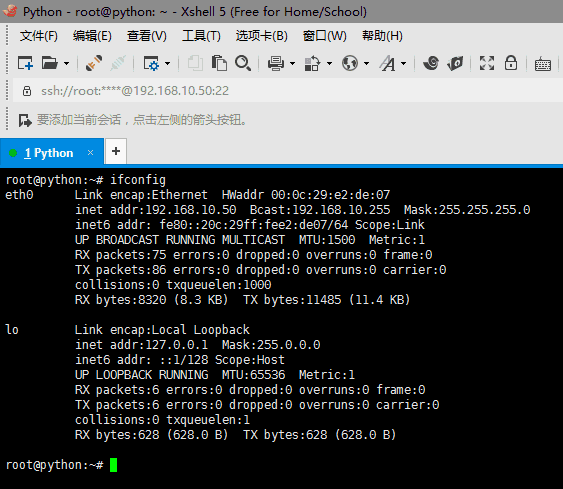 Python - root@python: ~ - Xshell 5 (Free for Home/School)
文件(F) 编辑(E) 查看(V) 工具(T) 选项卡(B) 窗口(W) 帮助(H)
ssh://root:****@192.168.10.50:22
要添加当前会话，点击左侧的箭头按钮。
1 Python × +
root@python:~# ifconfig
eth0 Link encap:Ethernet HWaddr 00:0c:29:e2:de:07
inet addr:192.168.10.50 Bcast:192.168.10.255 Mask:255.255.255.0
inet6 addr: fe80::20c:29ff:fee2:de07/64 Scope:Link
UP BROADCAST RUNNING MULTICAST MTU:1500 Metric:1
RX packets:75 errors:0 dropped:0 overruns:0 frame:0
TX packets:86 errors:0 dropped:0 overruns:0 carrier:0
collisions:0 txqueuelen:1000
RX bytes:8320 (8.3 KB) TX bytes:11485 (11.4 KB)
lo Link encap:Local Loopback
inet addr:127.0.0.1 Mask:255.0.0.0
inet6 addr: ::1/128 Scope:Host
UP LOOPBACK RUNNING MTU:65536 Metric:1
RX packets:6 errors:0 dropped:0 overruns:0 frame:0
TX packets:6 errors:0 dropped:0 overruns:0 carrier:0
collisions:0 txqueuelen:1
RX bytes:628 (628.0 B) TX bytes:628 (628.0 B)
root@python:~#